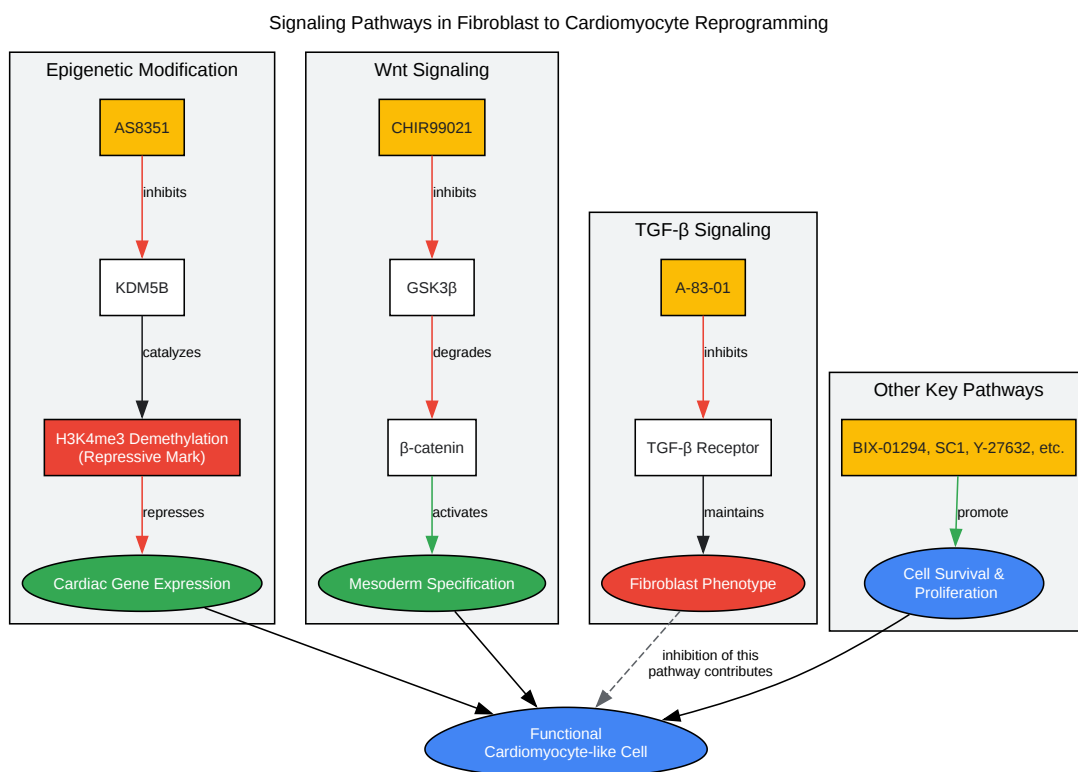 Signaling Pathways in Fibroblast to Cardiomyocyte Reprogramming
Epigenetic Modification
AS8351
inhibits
KDM5B
catalyzes
H3K4me3 Demethylation
(Repressive Mark)
represses
Cardiac Gene Expression
Wnt Signaling
CHIR99021
inhibits
GSK3β
degrades
β-catenin
activates
Mesoderm Specification
TGF-β Signaling
A-83-01
inhibits
TGF-β Receptor
maintains
Fibroblast Phenotype
Other Key Pathways
BIX-01294, SC1, Y-27632, etc.
promote
Cell Survival &
Proliferation
inhibition of this
pathway contributes
Functional
Cardiomyocyte-like Cell